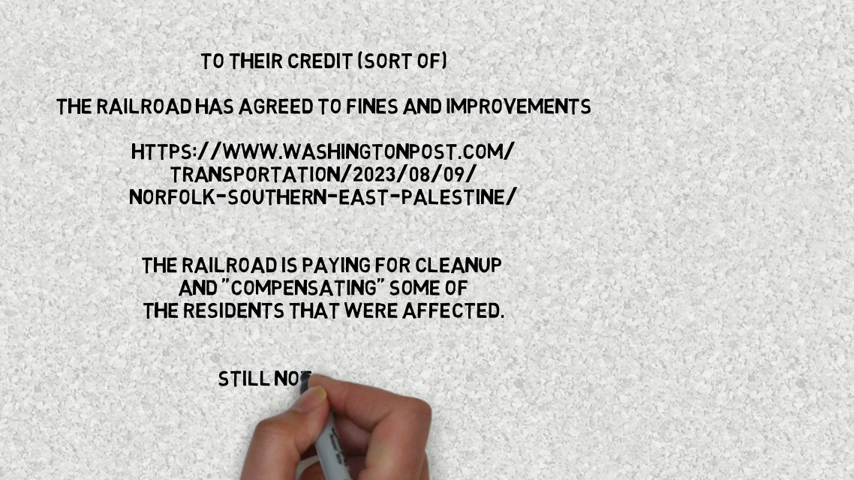 TO THEIR CREDIT (SORT OF)
THE RAILROAD HAS AGREED TO FINES AND IMPROVEMENTS
HTTPS://WWW.WASHINGTONPOST.COM/
TRANSPORTATION/2023/08/09/
NORFOLK-SOUTHERN-EAST-PALESTINE/
THE RAILROAD IS PAYING FOR CLEANUP
AND "COMPENSATING" SOME OF
THE RESIDENTS THAT WERE AFFECTED.
STILL NOT